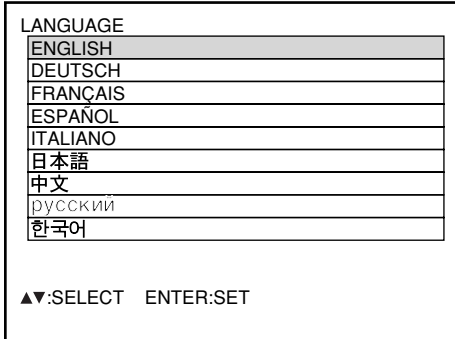 LANGUAGE
ENGLISH
DEUTSCH
FRANÇAIS
ESPAÑOL
ITALIANO
日本語
中文
русский
한국어
▲▼:SELECT ENTER:SET